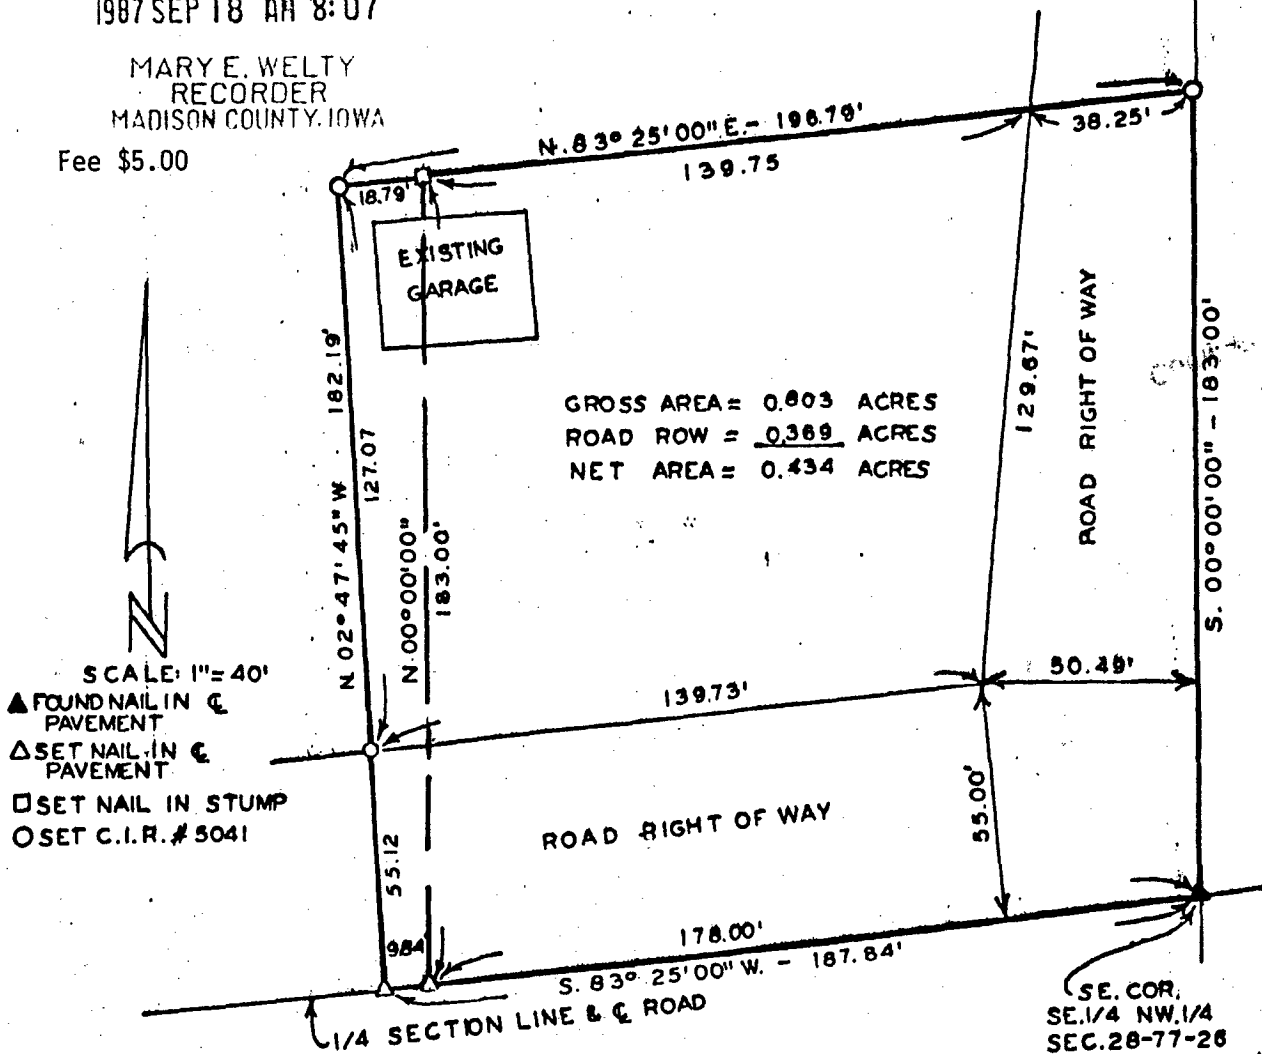 1987 SEP 18 AM 8:07
MARY E. WELTY
RECORDER
MADISON COUNTY, IOWA
Fee $5.00
N. 83° 25' 00" E. - 196.79'
139.75
38.25'
18.79'
EXISTING
GARAGE
N 02° 47' 45" W - 182.19'
127.07
N. 00° 00' 00"
183.00'
GROSS AREA = 0.803 ACRES
ROAD ROW = 0.369 ACRES
NET AREA = 0.434 ACRES
129.67'
ROAD RIGHT OF WAY
S. 00° 00' 00" - 183.00'
50.49'
139.73'
N
SCALE: 1" = 40'
▲ FOUND NAIL IN ℄
PAVEMENT
△ SET NAIL IN ℄
PAVEMENT
□ SET NAIL IN STUMP
○ SET C.I.R. # 5041
55.12
ROAD RIGHT OF WAY
55.00'
9.84'
178.00'
S. 83° 25' 00" W. - 187.84'
1/4 SECTION LINE & ℄ ROAD
SE. COR.
SE. 1/4 NW. 1/4
SEC. 28-77-26